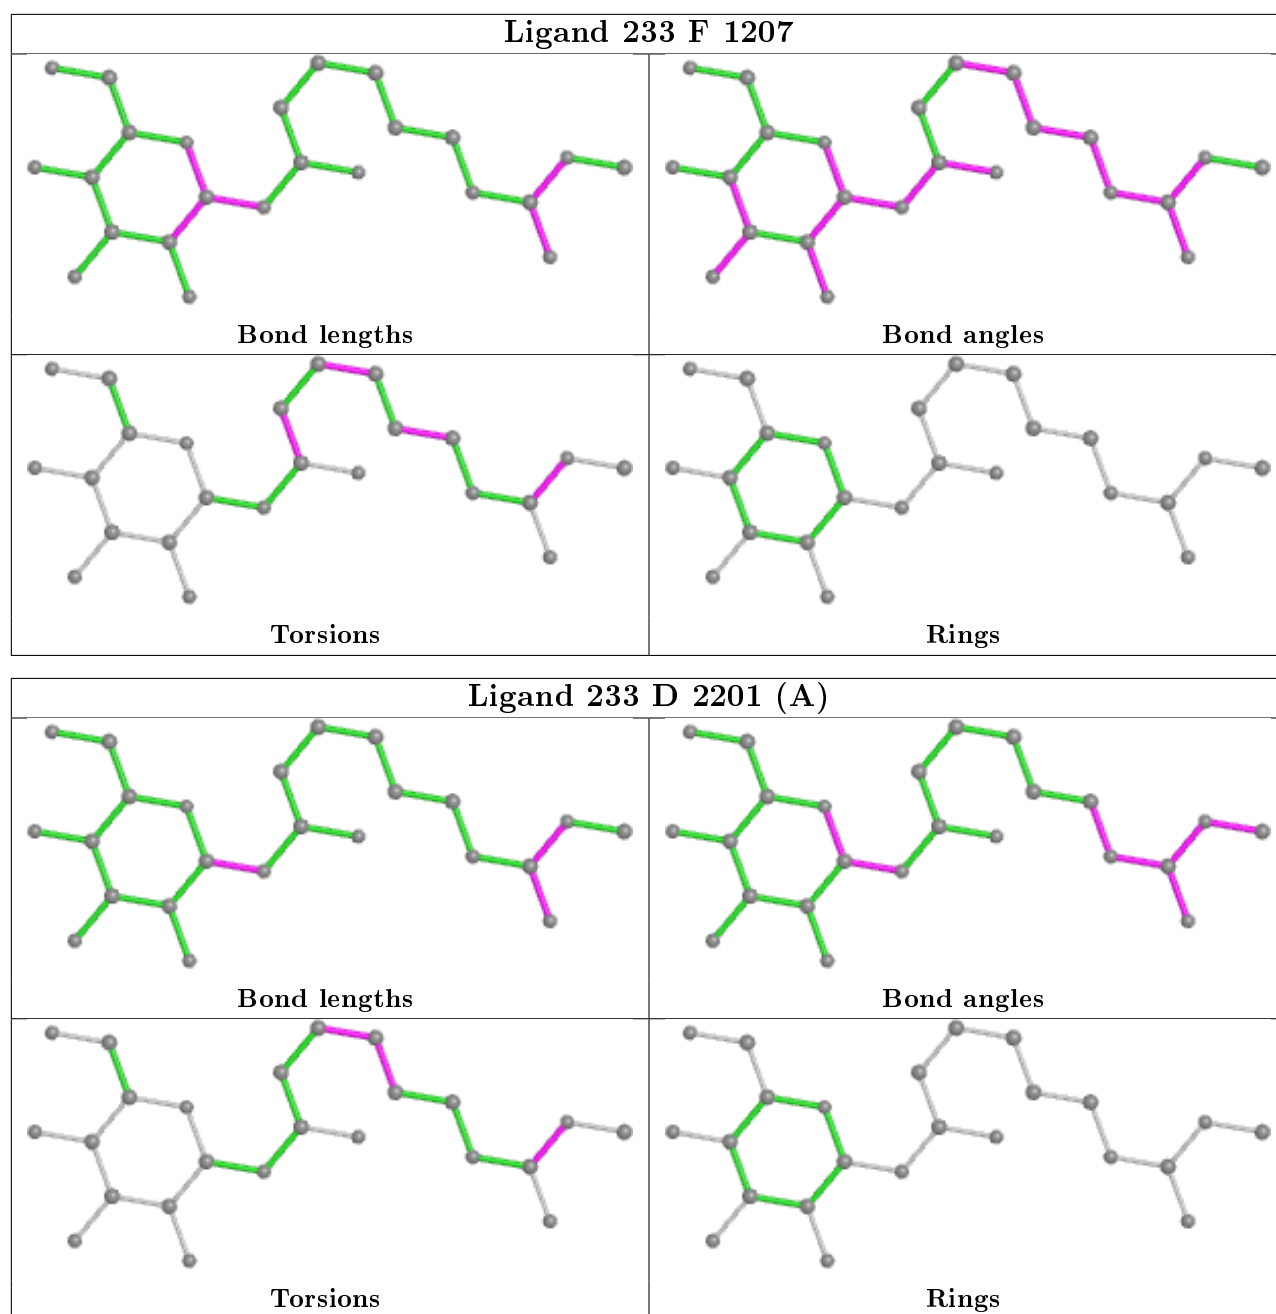 Ligand 233 F 1207
Bond lengths
Bond angles
Torsions
Rings
Ligand 233 D 2201 (A)
Bond lengths
Bond angles
Torsions
Rings